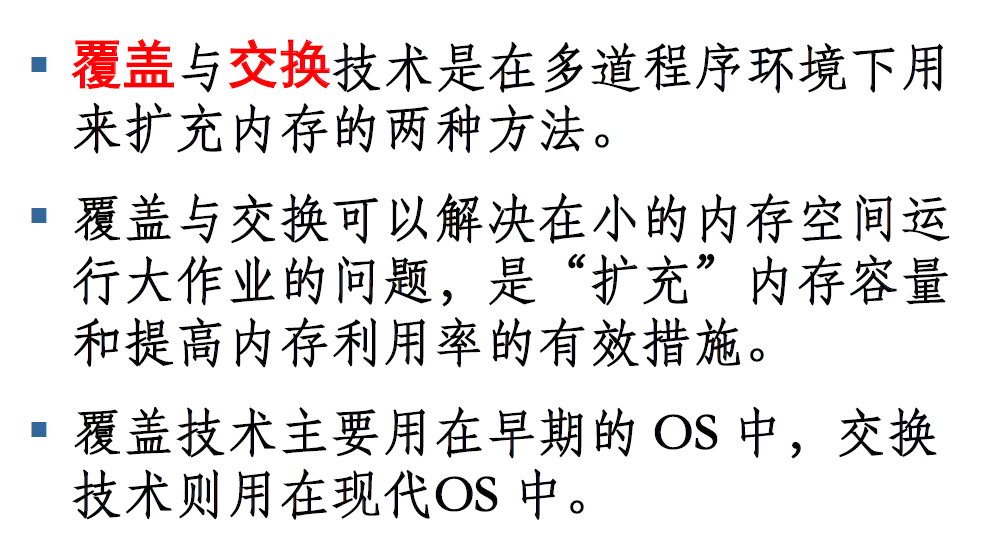 ▪ 覆盖与交换技术是在多道程序环境下用
来扩充内存的两种方法。
▪ 覆盖与交换可以解决在小的内存空间运
行大作业的问题，是“扩充”内存容量
和提高内存利用率的有效措施。
▪ 覆盖技术主要用在早期的 OS 中，交换
技术则用在现代OS 中。